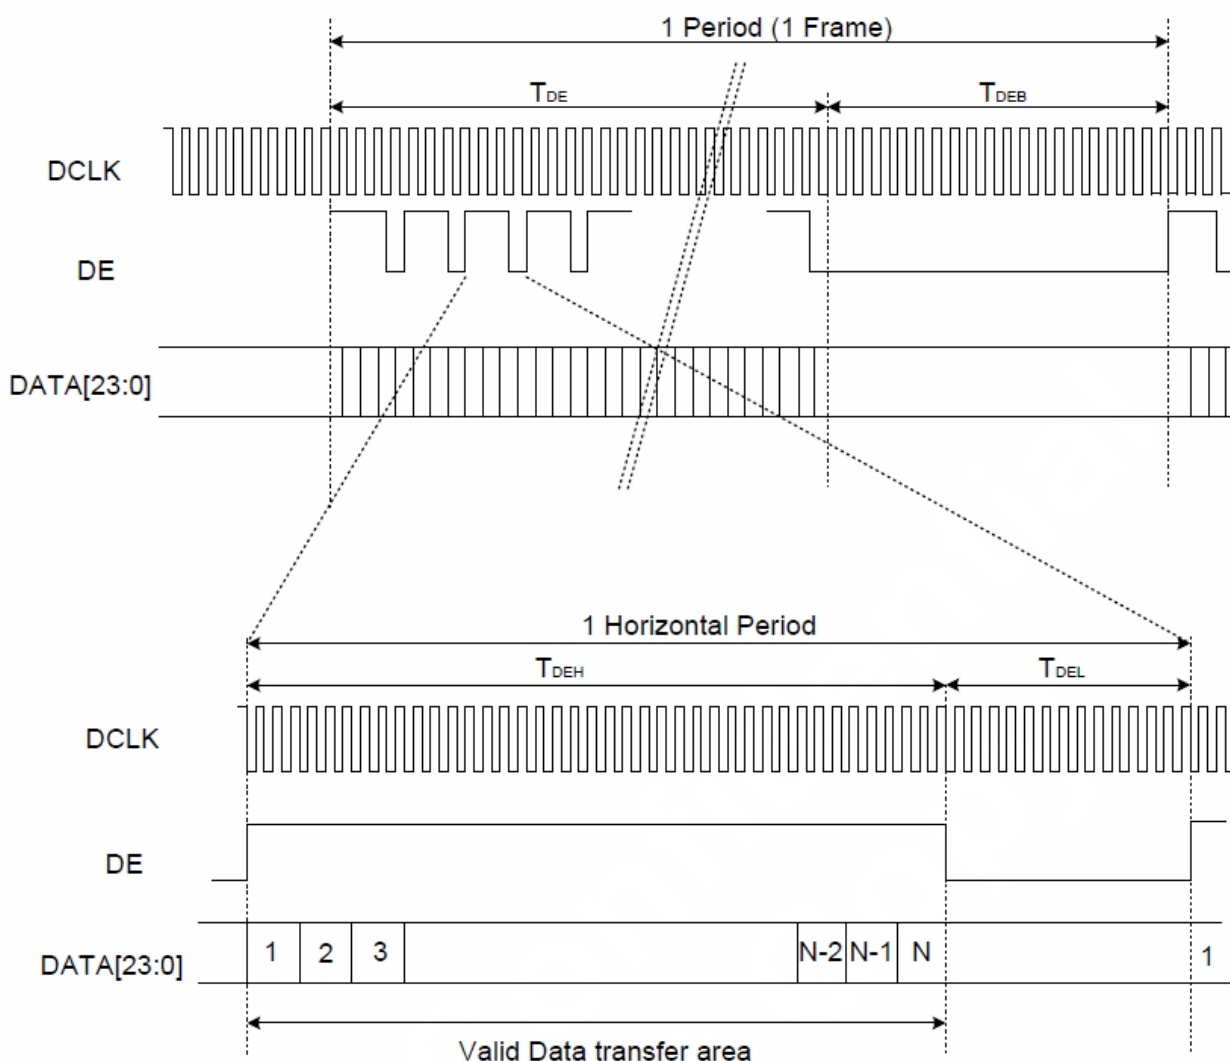 1 Period (1 Frame)
TDE
TDEB
DCLK
DE
DATA[23:0]
1 Horizontal Period
TDEH
TDEL
DCLK
DE
DATA[23:0]
1
2
3
N-2
N-1
N
1
Valid Data transfer area